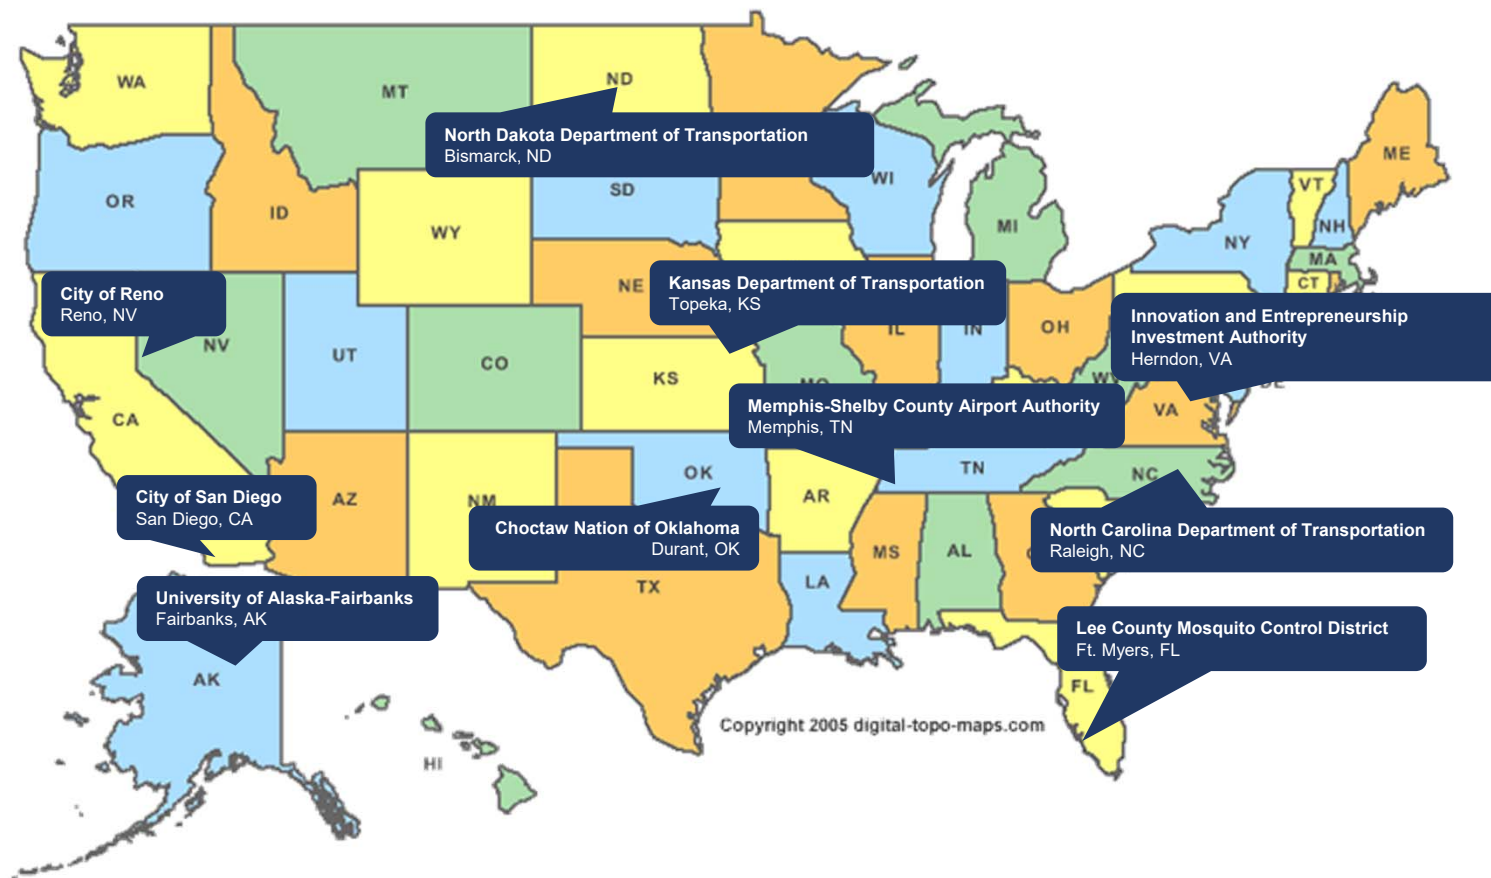 WA
MT
ND
North Dakota Department of Transportation
Bismarck, ND
OR
ID
WY
SD
WI
MI
VT
NH
ME
NY
MA
CT
City of Reno
Reno, NV
NV
UT
CO
NE
Kansas Department of Transportation
Topeka, KS
KS
IL
IN
OH
Innovation and Entrepreneurship
Investment Authority
Herndon, VA
DE
WV
VA
MO
CA
Memphis-Shelby County Airport Authority
Memphis, TN
TN
NC
City of San Diego
San Diego, CA
AZ
NM
OK
AR
Choctaw Nation of Oklahoma
Durant, OK
North Carolina Department of Transportation
Raleigh, NC
MS
AL
TX
LA
University of Alaska-Fairbanks
Fairbanks, AK
AK
Lee County Mosquito Control District
Ft. Myers, FL
FL
Copyright 2005 digital-topo-maps.com
HI